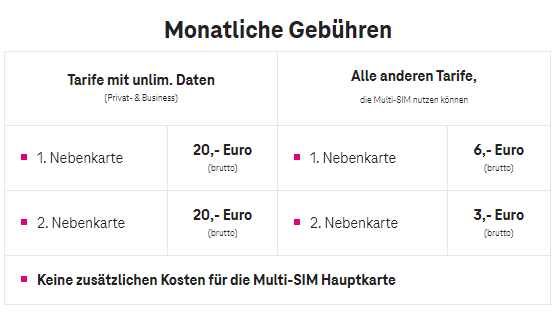 Monatliche Gebühren
Tarife mit unlim. Daten
(Privat- & Business)
Alle anderen Tarife,
die Multi-SIM nutzen können
1. Nebenkarte
20,- Euro
(brutto)
1. Nebenkarte
6,- Euro
(brutto)
2. Nebenkarte
20,- Euro
(brutto)
2. Nebenkarte
3,- Euro
(brutto)
Keine zusätzlichen Kosten für die Multi-SIM Hauptkarte